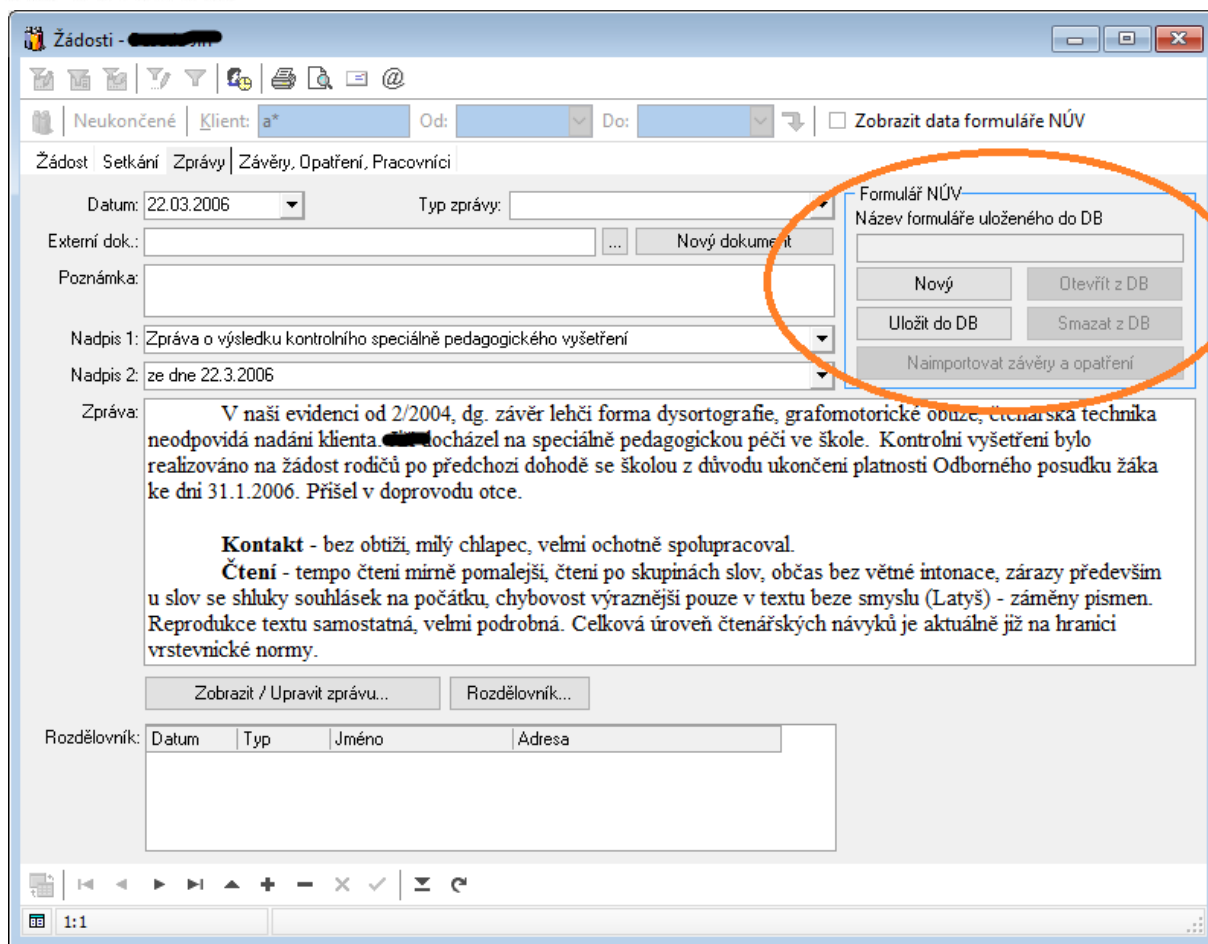 Žádosti -
Neukončené Klient: a* Od: Do: Zobrazit data formuláře NÚV
Žádost Setkání Zprávy Závěry, Opatření, Pracovníci
Datum: 22.03.2006 Typ zprávy:
Externí dok.: ... Nový dokument
Poznámka:
Nadpis 1: Zpráva o výsledku kontrolního speciálně pedagogického vyšetření
Nadpis 2: ze dne 22.3.2006
Formulář NÚV
Název formuláře uloženého do DB
Nový Otevřít z DB
Uložit do DB Smazat z DB
Naimportovat závěry a opatření
Zpráva: V naší evidenci od 2/2004, dg. závěr lehčí forma dysortografie, grafomotorické obtíže, čtenářská technika
neodpovídá nadání klienta. docházel na speciálně pedagogickou péči ve škole. Kontrolní vyšetření bylo
realizováno na žádost rodičů po předchozí dohodě se školou z důvodu ukončení platnosti Odborného posudku žáka
ke dni 31.1.2006. Přišel v doprovodu otce.
Kontakt - bez obtíží, milý chlapec, velmi ochotně spolupracoval.
Čtení - tempo čtení mírně pomalejší, čtení po skupinách slov, občas bez větné intonace, zárazy především
u slov se shluky souhlásek na počátku, chybovost výraznější pouze v textu beze smyslu (Latyš) - záměny písmen.
Reprodukce textu samostatná, velmi podrobná. Celková úroveň čtenářských návyků je aktuálně již na hranici
vrstevnické normy.
Zobrazit / Upravit zprávu... Rozdělovník...
Rozdělovník: Datum Typ Jméno Adresa
1:1